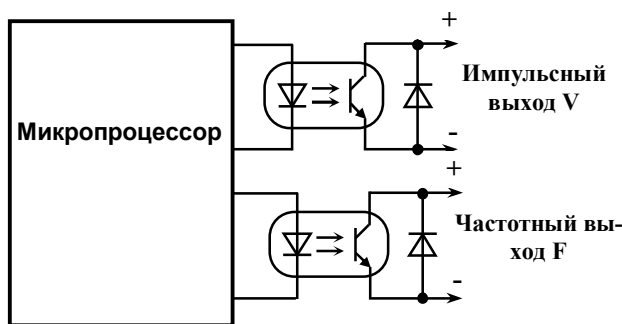 +
Импульсный
выход V
Микропроцессор
-
+
Частотный вы-
ход F
-